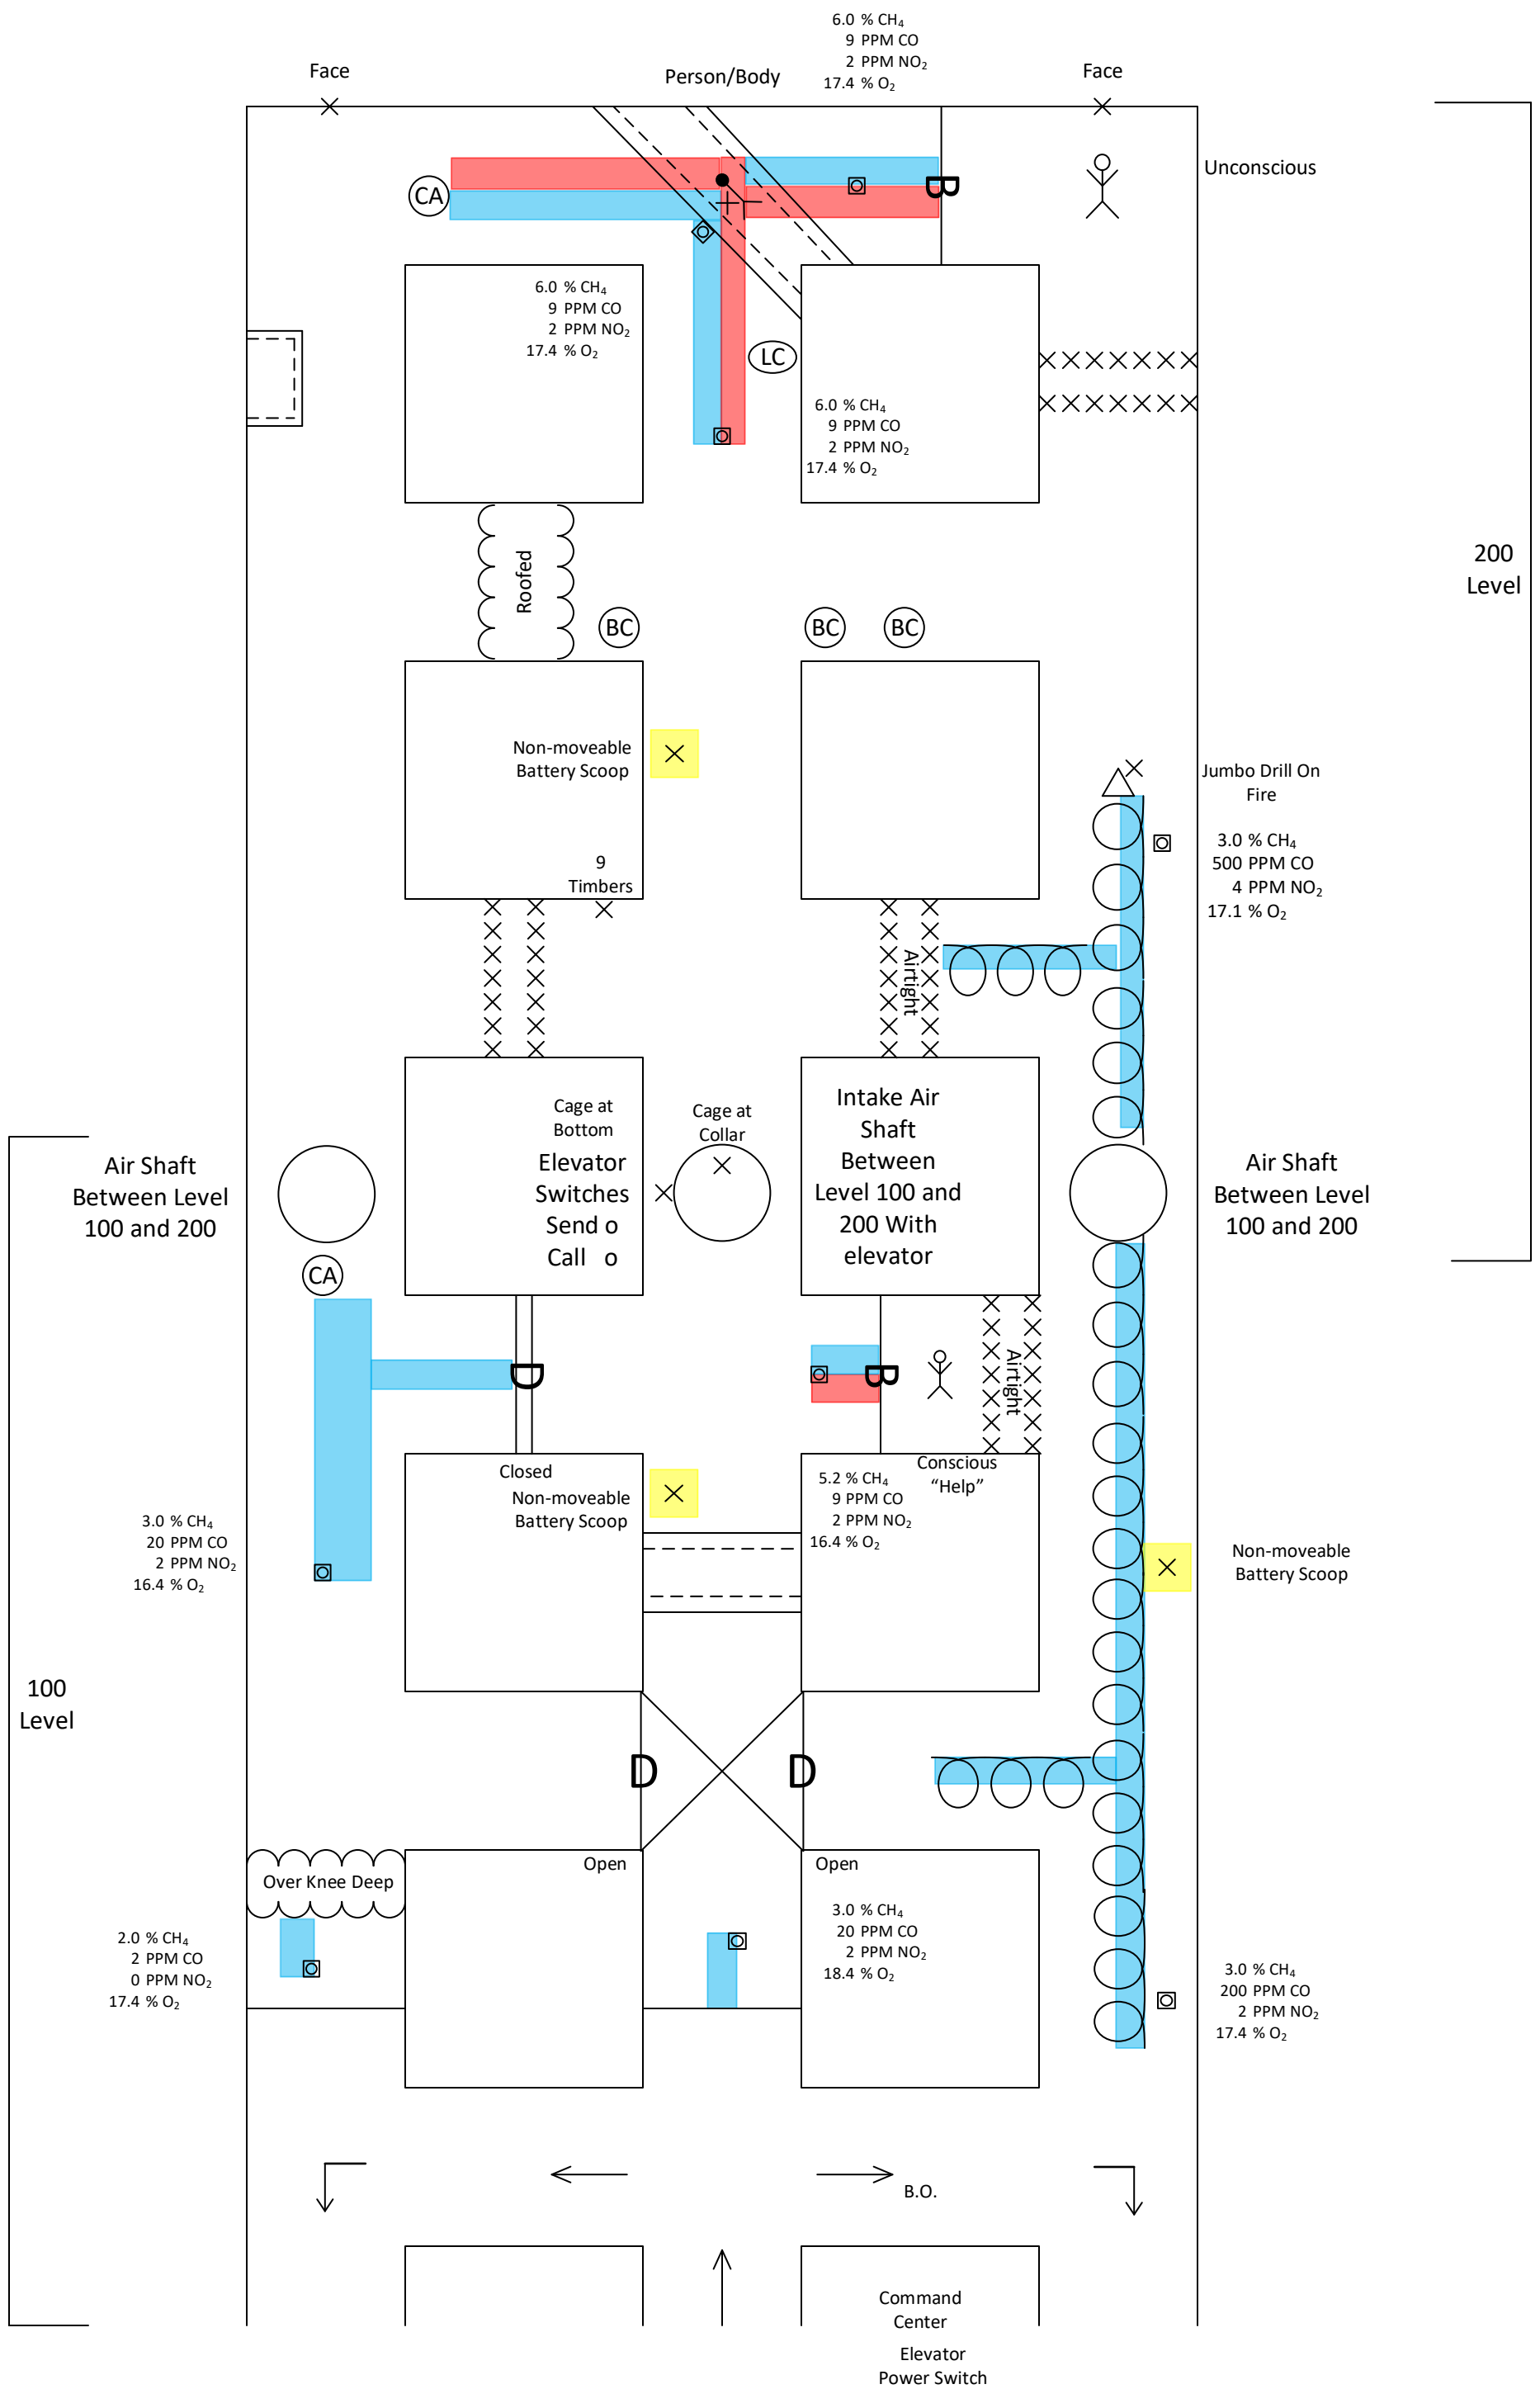 6.0 % CH₄
9 PPM CO
2 PPM NO₂
17.4 % O₂
Face
Person/Body
Face
Unconscious
CA
B
6.0 % CH₄
9 PPM CO
2 PPM NO₂
17.4 % O₂
LC
6.0 % CH₄
9 PPM CO
2 PPM NO₂
17.4 % O₂
200
Level
Roofed
BC
BC
BC
Non-moveable
Battery Scoop
Jumbo Drill On
Fire
3.0 % CH₄
500 PPM CO
4 PPM NO₂
17.1 % O₂
9
Timbers
Airtight
Air Shaft
Between Level
100 and 200
Cage at
Bottom
Elevator
Switches
Send o
Call o
Cage at
Collar
Intake Air
Shaft
Between
Level 100 and
200 With
elevator
Air Shaft
Between Level
100 and 200
CA
D
B
Airtight
Closed
Non-moveable
Battery Scoop
5.2 % CH₄
9 PPM CO
2 PPM NO₂
16.4 % O₂
Conscious
“Help”
3.0 % CH₄
20 PPM CO
2 PPM NO₂
16.4 % O₂
Non-moveable
Battery Scoop
100
Level
D
D
Over Knee Deep
Open
Open
3.0 % CH₄
20 PPM CO
2 PPM NO₂
18.4 % O₂
2.0 % CH₄
2 PPM CO
0 PPM NO₂
17.4 % O₂
3.0 % CH₄
200 PPM CO
2 PPM NO₂
17.4 % O₂
B.O.
Command
Center
Elevator
Power Switch